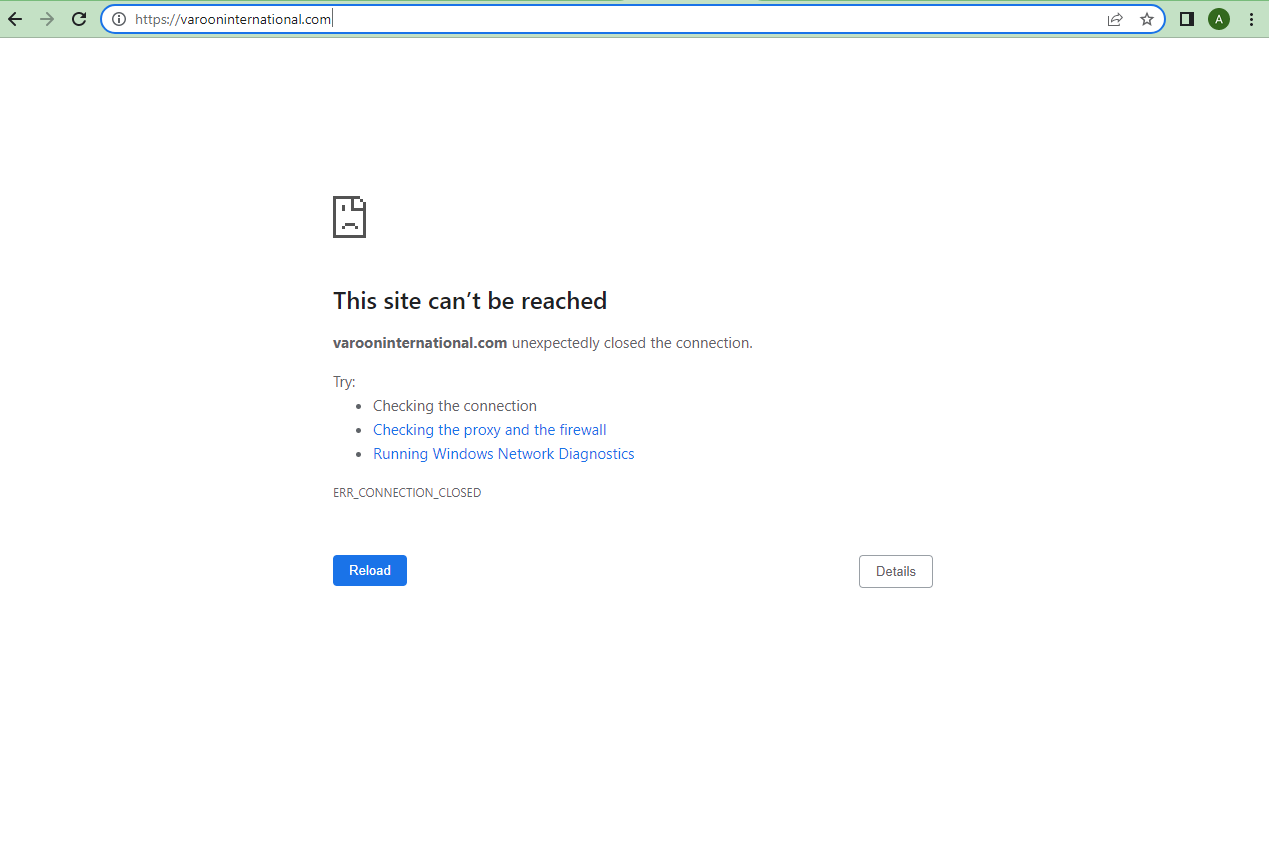 https://varooninternational.com
A
This site can’t be reached
varooninternational.com unexpectedly closed the connection.
Try:
• Checking the connection
• Checking the proxy and the firewall
• Running Windows Network Diagnostics
ERR_CONNECTION_CLOSED
Reload
Details